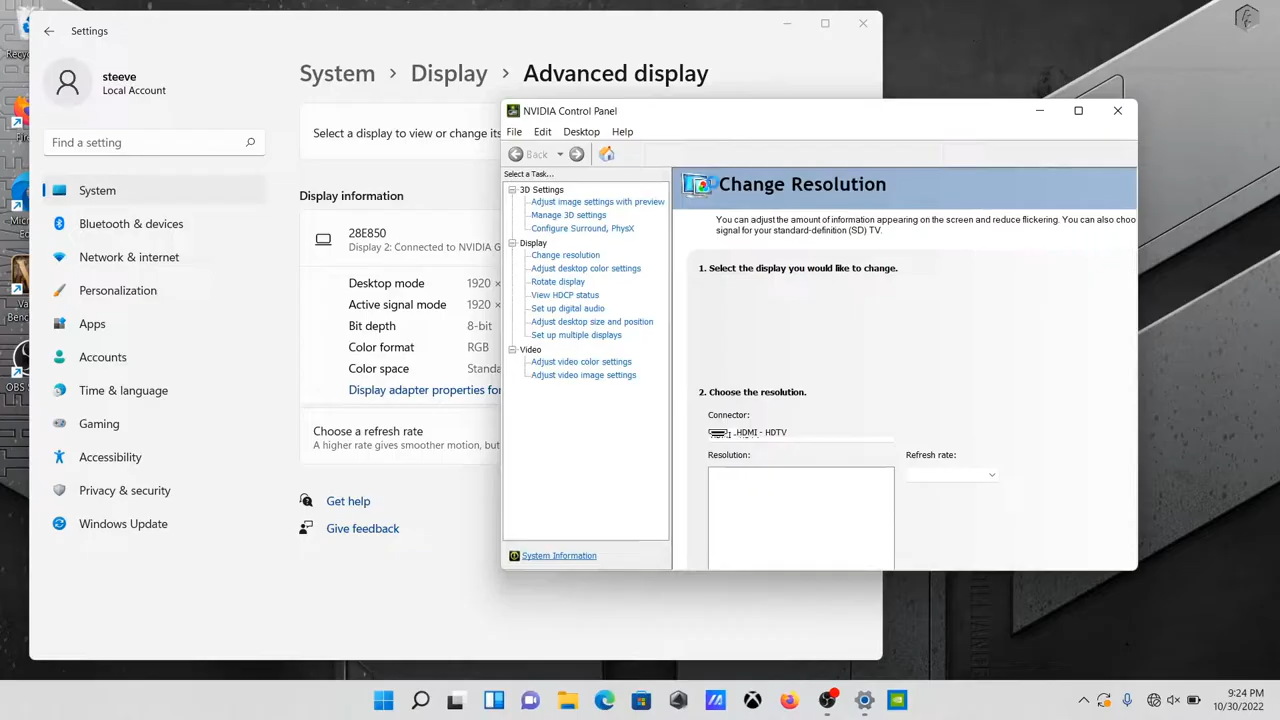 Settings
steeve
Local Account
Find a setting
System
Bluetooth & devices
Network & internet
Personalization
Apps
Accounts
Time & language
Gaming
Accessibility
Privacy & security
Windows Update
System > Display > Advanced display
Select a display to view or change its
Display information
28E850
Display 2: Connected to NVIDIA G
Desktop mode 1920 ×
Active signal mode 1920 ×
Bit depth 8-bit
Color format RGB
Color space Standa
Display adapter properties for
Choose a refresh rate
A higher rate gives smoother motion, but
Get help
Give feedback
NVIDIA Control Panel
File Edit Desktop Help
Back
Select a Task...
3D Settings
Adjust image settings with preview
Manage 3D settings
Configure Surround, PhysX
Display
Change resolution
Adjust desktop color settings
Rotate display
View HDCP status
Set up digital audio
Adjust desktop size and position
Set up multiple displays
Video
Adjust video color settings
Adjust video image settings
System Information
Change Resolution
You can adjust the amount of information appearing on the screen and reduce flickering. You can also choo
signal for your standard-definition (SD) TV.
1. Select the display you would like to change.
2. Choose the resolution.
Connector:
HDMI - HDTV
Resolution:
Refresh rate:
9:24 PM
10/30/2022